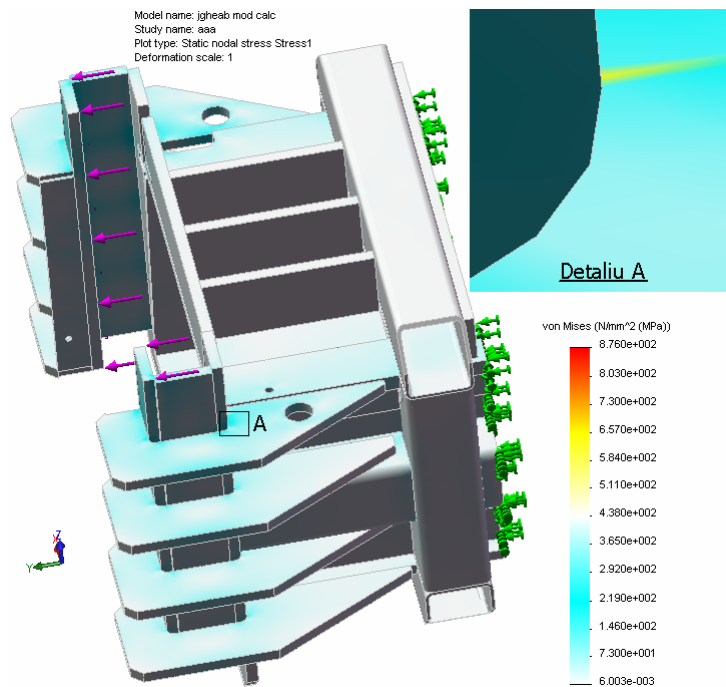 Model name: jgheab mod calc
Study name: aaa
Plot type: Static nodal stress Stress1
Deformation scale: 1
Detaliu A
A
von Mises (N/mm^2 (MPa))
8.760e+002
8.030e+002
7.300e+002
6.570e+002
5.840e+002
5.110e+002
4.380e+002
3.650e+002
2.920e+002
2.190e+002
1.460e+002
7.300e+001
6.003e-003
X
Z
Y